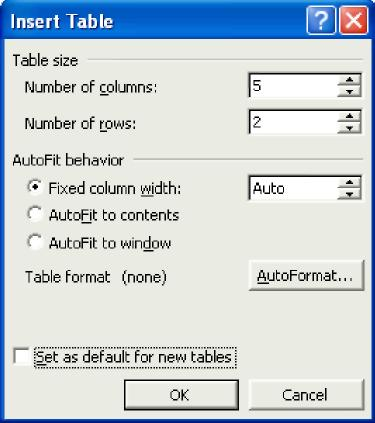 Insert Table
Table size
Number of columns: 5
Number of rows: 2
AutoFit behavior
Fixed column width: Auto
AutoFit to contents
AutoFit to window
Table format (none) AutoFormat...
Set as default for new tables
OK Cancel